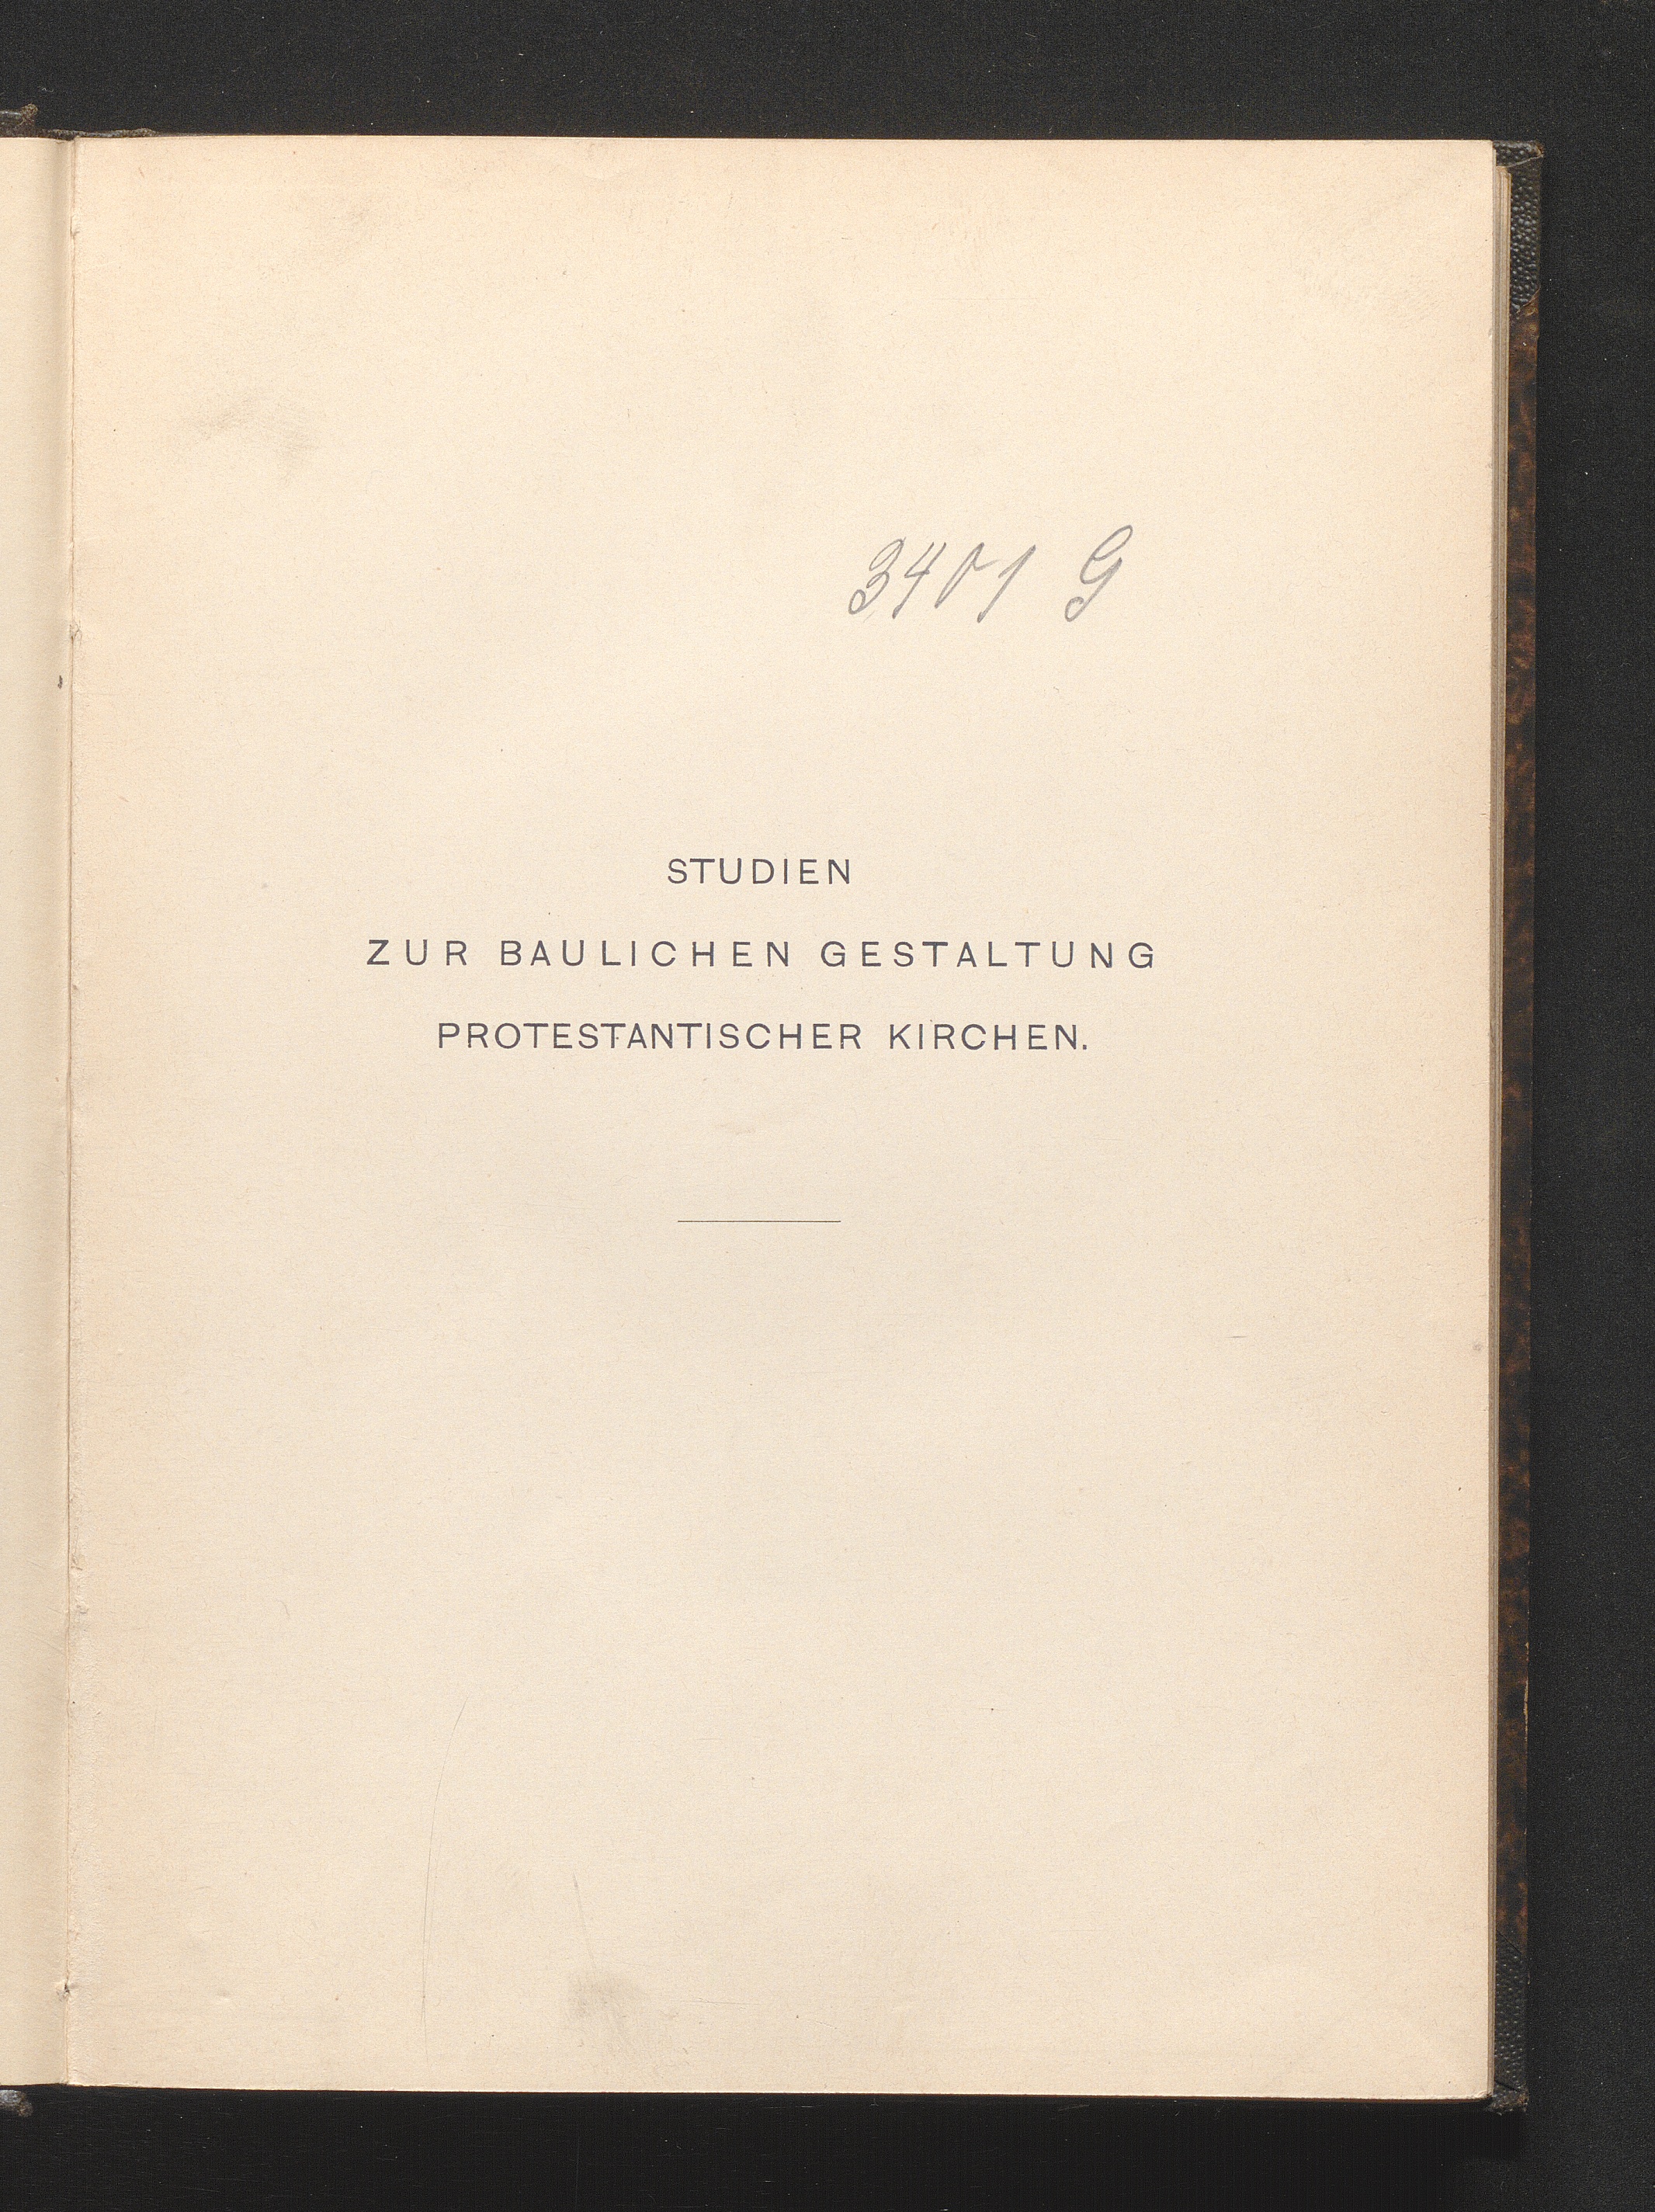 3401 G
STUDIEN
ZUR BAULICHEN GESTALTUNG
PROTESTANTISCHER KIRCHEN.